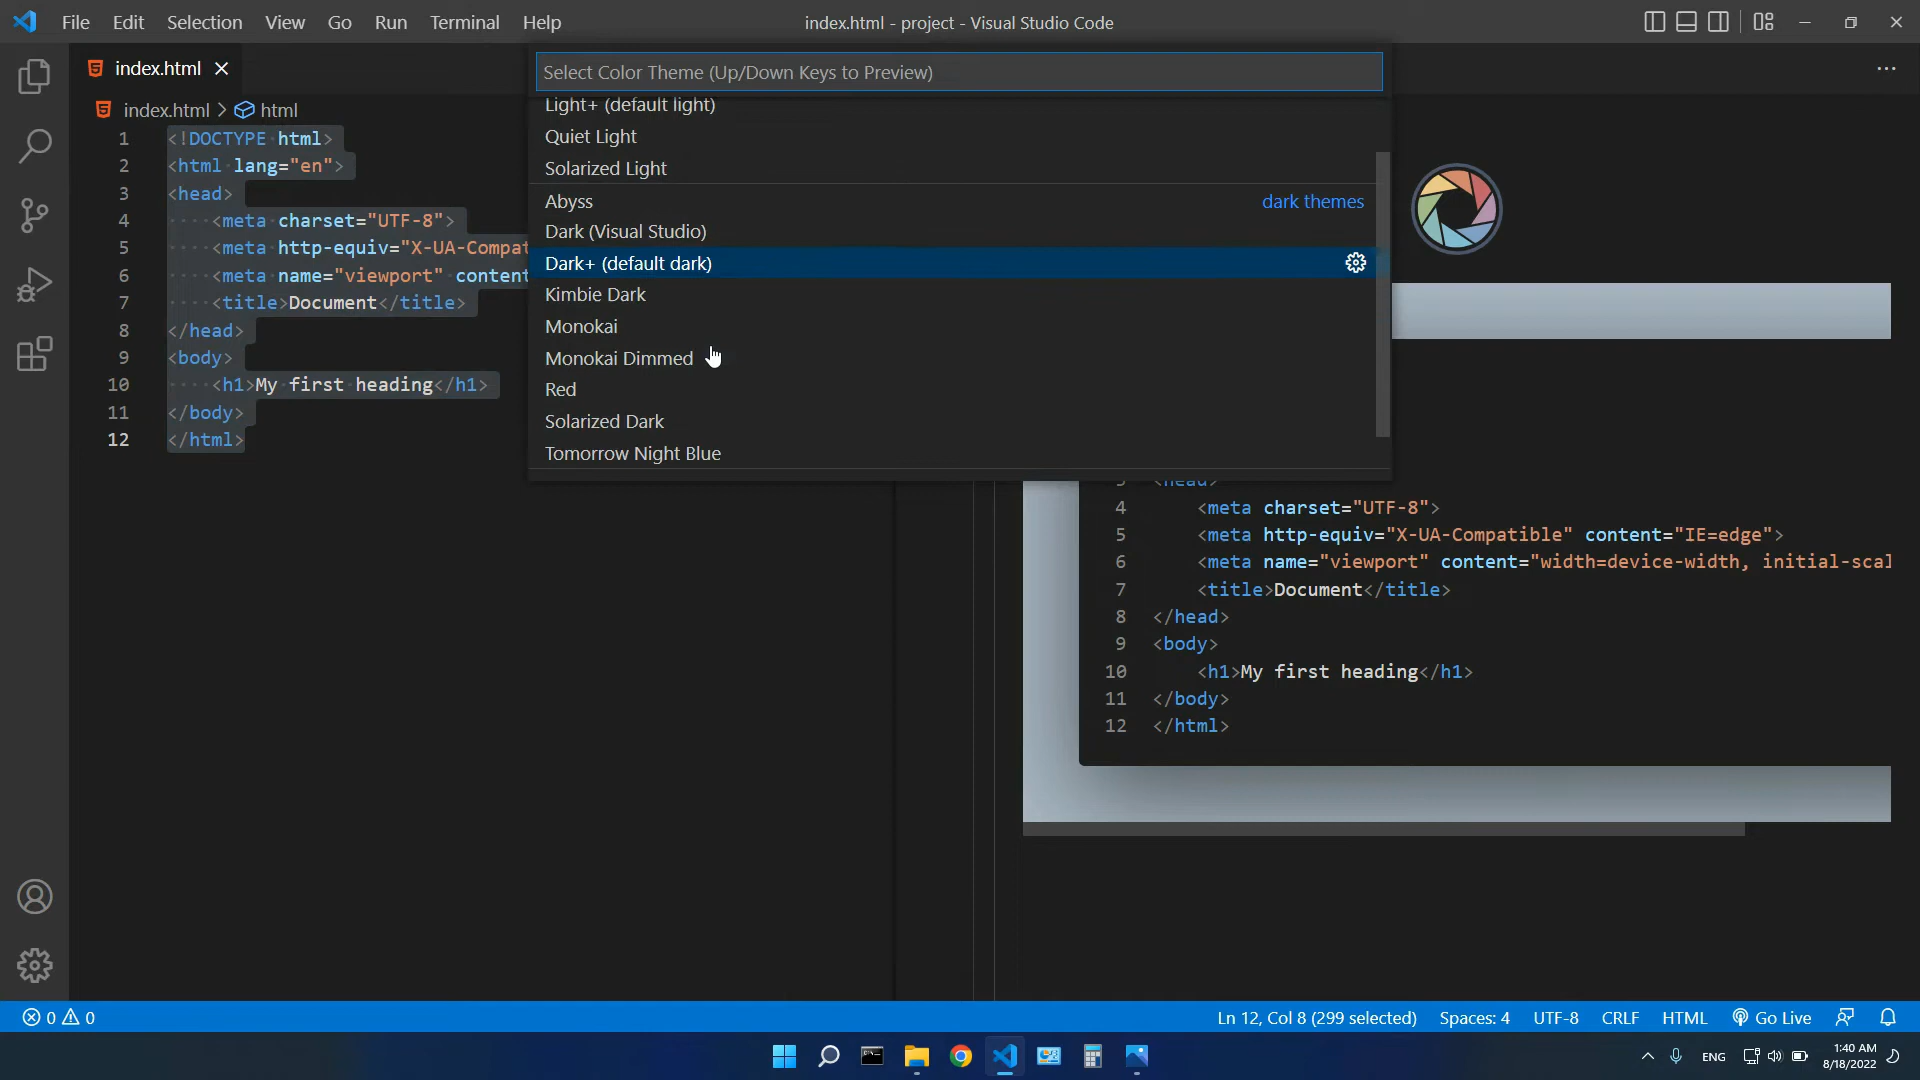 File Edit Selection View Go Run Terminal Help
index.html - project - Visual Studio Code
index.html
index.html > html
1 <!DOCTYPE html>
2 <html lang="en">
3 <head>
4 <meta charset="UTF-8">
5 <meta http-equiv="X-UA-Compat
6 <meta name="viewport" content
7 <title>Document</title>
8 </head>
9 <body>
10 <h1>My first heading</h1>
11 </body>
12 </html>
Select Color Theme (Up/Down Keys to Preview)
Light+ (default light)
Quiet Light
Solarized Light
Abyss dark themes
Dark (Visual Studio)
Dark+ (default dark)
Kimbie Dark
Monokai
Monokai Dimmed
Red
Solarized Dark
Tomorrow Night Blue
3 <head>
4 <meta charset="UTF-8">
5 <meta http-equiv="X-UA-Compatible" content="IE=edge">
6 <meta name="viewport" content="width=device-width, initial-scal
7 <title>Document</title>
8 </head>
9 <body>
10 <h1>My first heading</h1>
11 </body>
12 </html>
0 0
Ln 12, Col 8 (299 selected) Spaces: 4 UTF-8 CRLF HTML Go Live
ENG
1:40 AM
8/18/2022